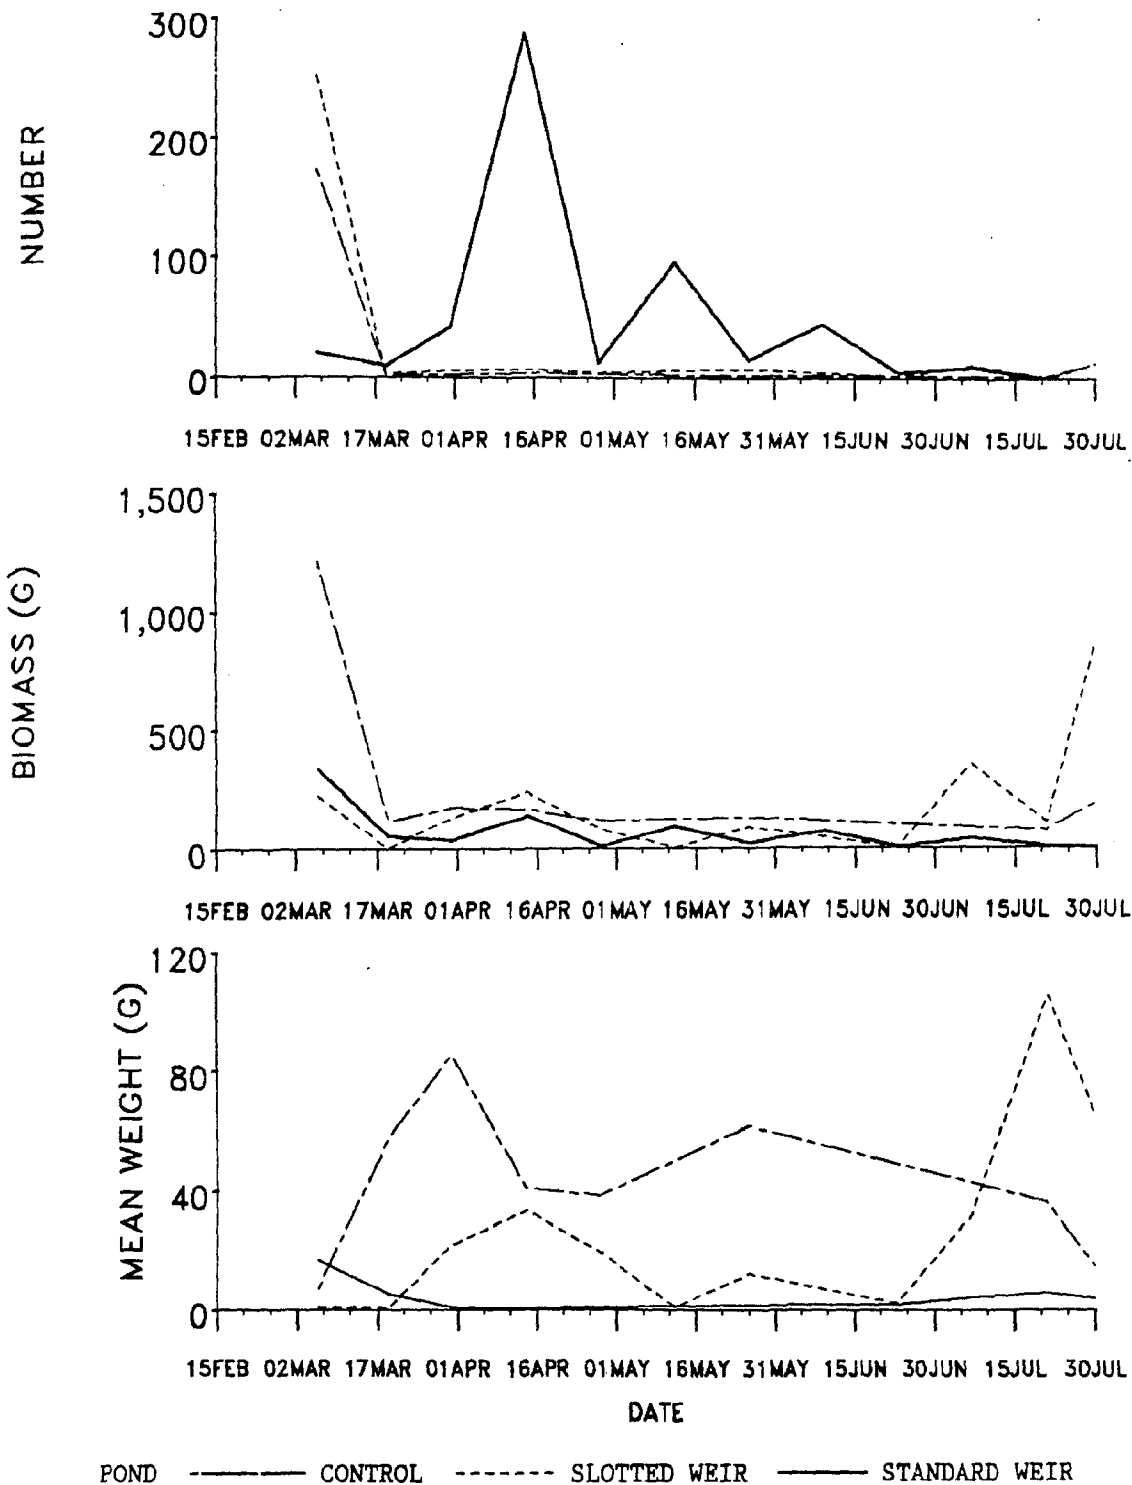 NUMBER
300
200
100
0
15FEB 02MAR 17MAR 01APR 16APR 01MAY 16MAY 31MAY 15JUN 30JUN 15JUL 30JUL
BIOMASS (G)
1,500
1,000
500
0
15FEB 02MAR 17MAR 01APR 16APR 01MAY 16MAY 31MAY 15JUN 30JUN 15JUL 30JUL
MEAN WEIGHT (G)
120
80
40
0
15FEB 02MAR 17MAR 01APR 16APR 01MAY 16MAY 31MAY 15JUN 30JUN 15JUL 30JUL
DATE
POND CONTROL SLOTTED WEIR STANDARD WEIR